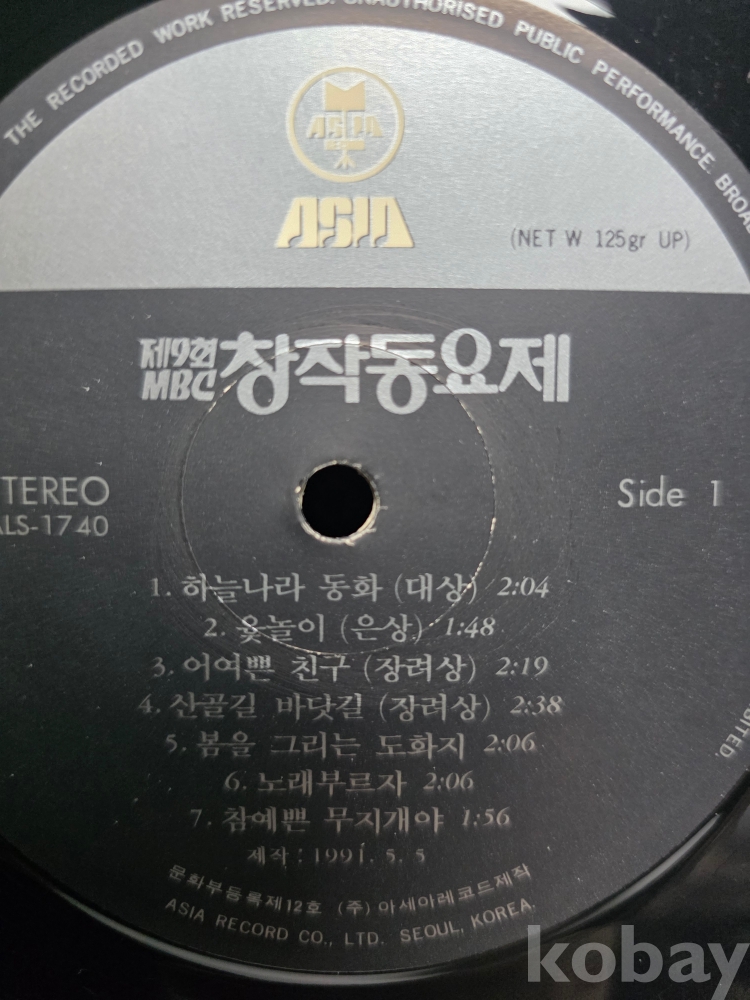 THE RECORDED WORK RESERVED. UNAUTHORISED PUBLIC PERFORMANCE. BROAD
ASIA
RECORD
ASIA
(NET W 125gr UP)
제9회
MBC
창작동요제
STEREO
ALS-1740
Side 1
1. 하늘나라 동화 (대상) 2:04
2. 윷놀이 (은상) 1:48
3. 어여쁜 친구 (장려상) 2:19
4. 산골길 바닷길 (장려상) 2:38
5. 봄을 그리는 도화지 2:06
6. 노래부르자 2:06
7. 참예쁜 무지개야 1:56
제작 : 1991. 5. 5
문화부등록제12호 (주) 아세아레코드제작
ASIA RECORD CO., LTD. SEOUL, KOREA.
kobay